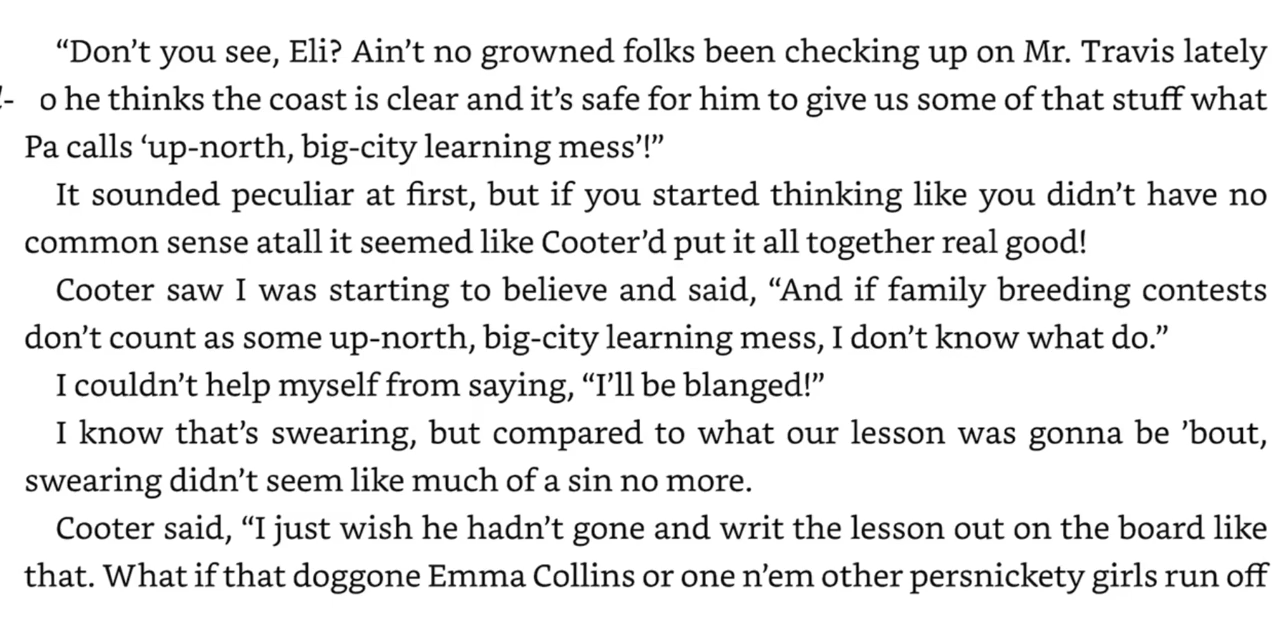 “Don’t you see, Eli? Ain’t no growned folks been checking up on Mr. Travis lately
o he thinks the coast is clear and it’s safe for him to give us some of that stuff what
Pa calls ‘up-north, big-city learning mess’!”
It sounded peculiar at first, but if you started thinking like you didn’t have no
common sense atall it seemed like Cooter’d put it all together real good!
Cooter saw I was starting to believe and said, “And if family breeding contests
don’t count as some up-north, big-city learning mess, I don’t know what do.”
I couldn’t help myself from saying, “I’ll be blanged!”
I know that’s swearing, but compared to what our lesson was gonna be ’bout,
swearing didn’t seem like much of a sin no more.
Cooter said, “I just wish he hadn’t gone and writ the lesson out on the board like
that. What if that doggone Emma Collins or one n’em other persnickety girls run off